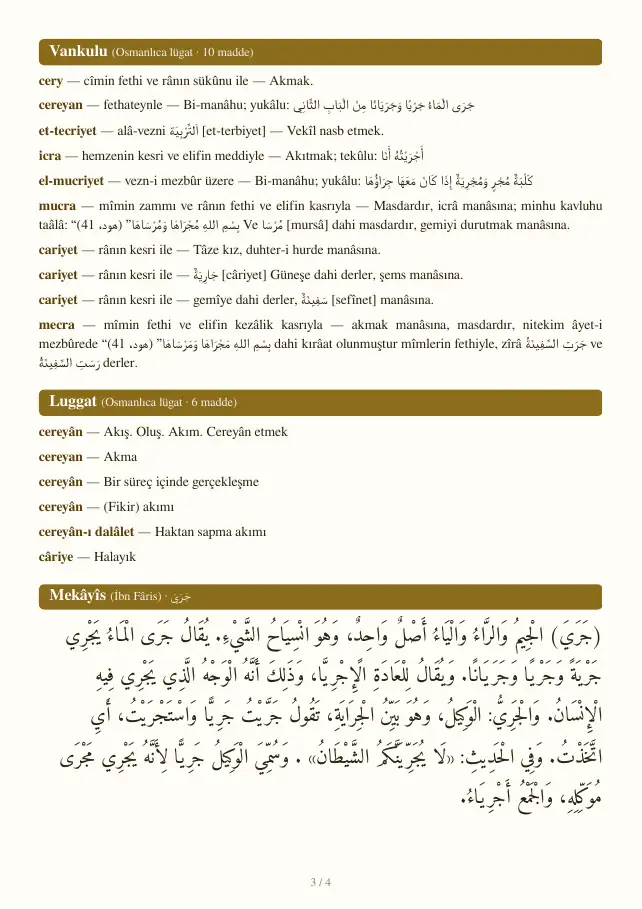 Vankulu (Osmanlıca lügat · 10 madde)
cery — cîmin fethi ve rânın sükûnu ile — Akmak.
cereyan — fethateynle — Bi-manâhu; yukâlu: جَرَى الْمَاءُ جَرْيًا وَجَرَيَانًا مِنَ الْبَابِ الثَّانِي
et-tecriyet — alâ-vezni اَلتَّرْبِيَة [et-terbiyet] — Vekîl nasb etmek.
icra — hemzenin kesri ve elifin meddiyle — Akıtmak; tekûlu: أَجْرَيْتُهُ أَنَا
el-mucriyet — vezn-i mezbûr üzere — Bi-manâhu; yukâlu: كَلْبَةٌ مُجْرٍ وَمُجْرِيَةٌ إِذَا كَانَ مَعَهَا جِرَاؤُهَا
mucra — mîmin zammı ve rânın fethi ve elifin kasrıyla — Masdardır, icrâ manâsına; minhu kavluhu
taâlâ: “بِسْمِ اللهِ مُجْرَاهَا وَمُرْسَاهَا” (هود، 41) Ve مُرْسَا [mursâ] dahi masdardır, gemiyi durutmak manâsına.
cariyet — rânın kesri ile — Tâze kız, duhter-i hurde manâsına.
cariyet — rânın kesri ile — جَارِيَةٌ [câriyet] Güneşe dahi derler, şems manâsına.
cariyet — rânın kesri ile — gemîye dahi derler, سَفِينَةٌ [sefînet] manâsına.
mecra — mîmin fethi ve elifin kezâlik kasrıyla — akmak manâsına, masdardır, nitekim âyet-i
mezbûrede “بِسْمِ اللهِ مَجْرَاهَا وَمَرْسَاهَا” (هود، 41) dahi kırâat olunmuştur mîmlerin fethiyle, zîrâ جَرَتِ السَّفِينَةُ ve
رَسَتِ السَّفِينَةُ derler.
Luggat (Osmanlıca lügat · 6 madde)
cereyân — Akış. Oluş. Akım. Cereyân etmek
cereyan — Akma
cereyân — Bir süreç içinde gerçekleşme
cereyân — (Fikir) akımı
cereyân-ı dalâlet — Haktan sapma akımı
câriye — Halayık
Mekâyîs (İbn Fâris) · جَرَيَ
(جَرَيَ) الْجِيمُ وَالرَّاءُ وَالْيَاءُ أَصْلٌ وَاحِدٌ، وَهُوَ انْسِيَاحُ الشَّيْءِ. يُقَالُ جَرَى الْمَاءُ يَجْرِي
جَرْيَةً وَجَرْيًا وَجَرَيَانًا. وَيُقَالُ لِلْعَادَةِ الْإِجْرِيَّا، وَذَلِكَ أَنَّهُ الْوَجْهُ الَّذِي يَجْرِي فِيهِ
الْإِنْسَانُ. وَالْجَرِيُّ: الْوَكِيلُ، وَهُوَ بَيِّنُ الْجِرَايَةِ، تَقُولُ جَرَّيْتُ جَرِيًّا وَاسْتَجْرَيْتُ، أَيِ
اتَّخَذْتُ. وَفِي الْحَدِيثِ: «لَا يُجَرِّيَنَّكُمُ الشَّيْطَانُ» . وَسُمِّيَ الْوَكِيلُ جَرِيًّا لِأَنَّهُ يَجْرِي مَجْرَى
مُوَكِّلِهِ، وَالْجَمْعُ أَجْرِيَاءُ.
3 / 4